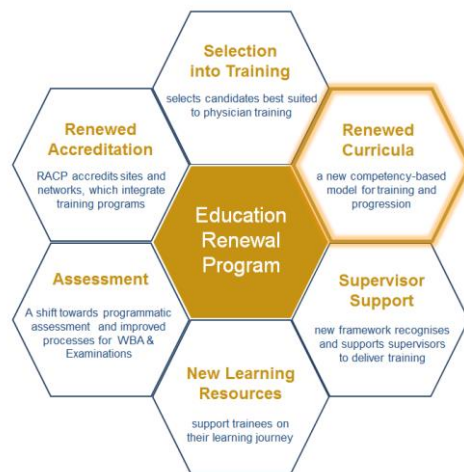 Selection
into Training
selects candidates best suited
to physician training
Renewed
Accreditation
RACP accredits sites and
networks, which integrate
training programs
Renewed
Curricula
a new competency-based
model for training and
progression
Education
Renewal
Program
Assessment
A shift towards programmatic
assessment and improved
processes for WBA &
Examinations
Supervisor
Support
new framework recognises
and supports supervisors
to deliver training
New Learning
Resources
support trainees on
their learning journey